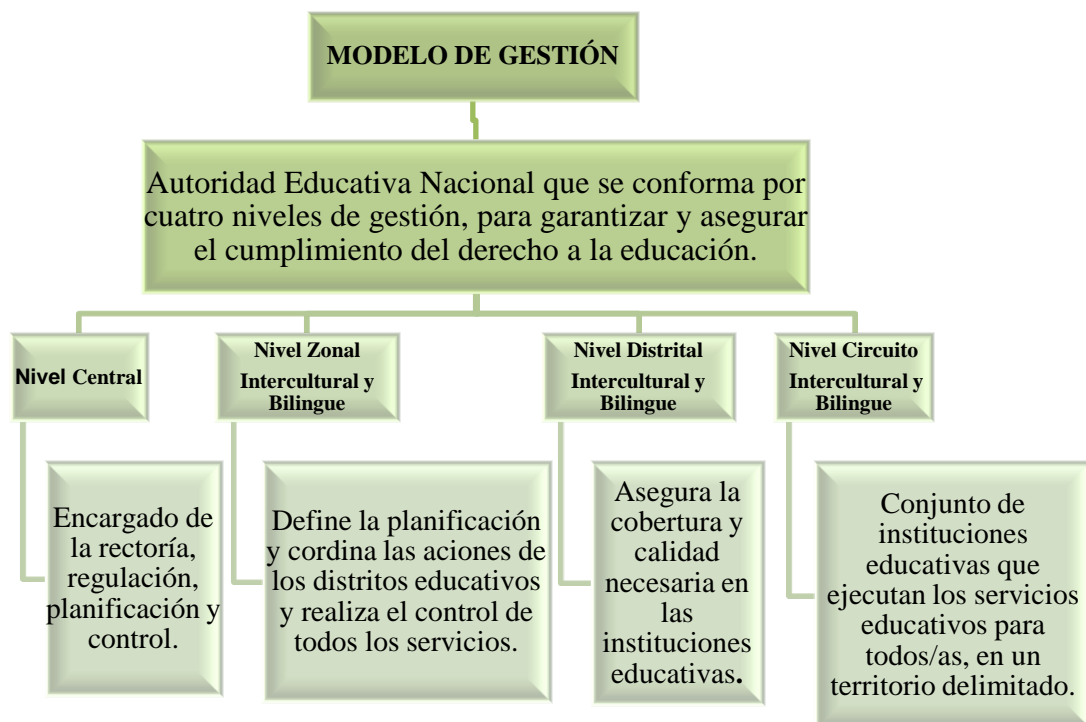 MODELO DE GESTIÓN
Autoridad Educativa Nacional que se conforma por
cuatro niveles de gestión, para garantizar y asegurar
el cumplimiento del derecho a la educación.
Nivel Central
Encargado de
la rectoría,
regulación,
planificación y
control.
Nivel Zonal
Intercultural y
Bilingue
Define la planificación
y cordina las aciones de
los distritos educativos
y realiza el control de
todos los servicios.
Nivel Distrital
Intercultural y
Bilingue
Asegura la
cobertura y
calidad
necesaria en
las
instituciones
educativas.
Nivel Circuito
Intercultural y
Bilingue
Conjunto de
instituciones
educativas que
ejecutan los servicios
educativos para
todos/as, en un
territorio delimitado.